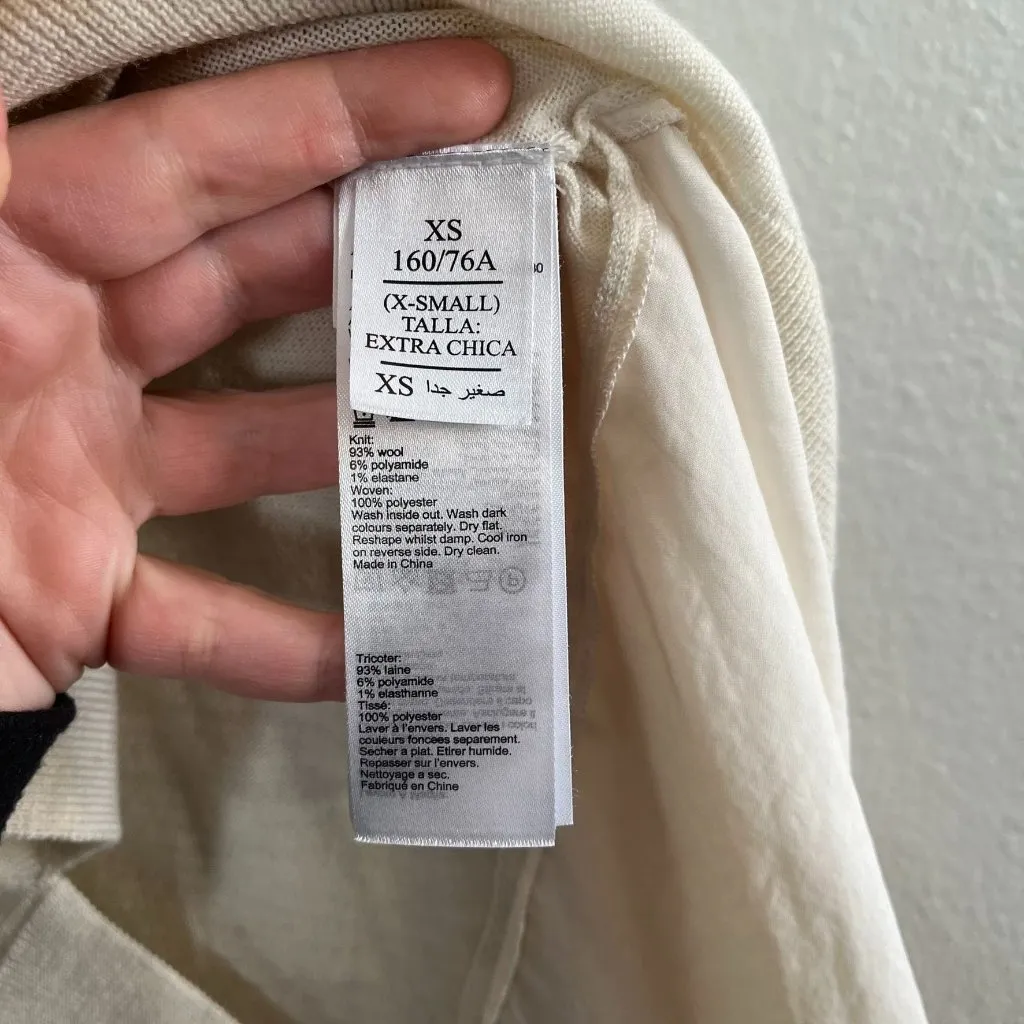 XS
160/76A
(X-SMALL)
TALLA:
EXTRA CHICA
XS صغير جدا
Knit:
93% wool
6% polyamide
1% elastane
Woven:
100% polyester
Wash inside out. Wash dark
colours separately. Dry flat.
Reshape whilst damp. Cool iron
on reverse side. Dry clean.
Made in China
P
Tricoter:
93% laine
6% polyamide
1% elasthanne
Tissé:
100% polyester
Laver à l'envers. Laver les
couleurs foncees separement.
Secher a plat. Etirer humide.
Repasser sur l'envers.
Nettoyage a sec.
Fabriqué en Chine